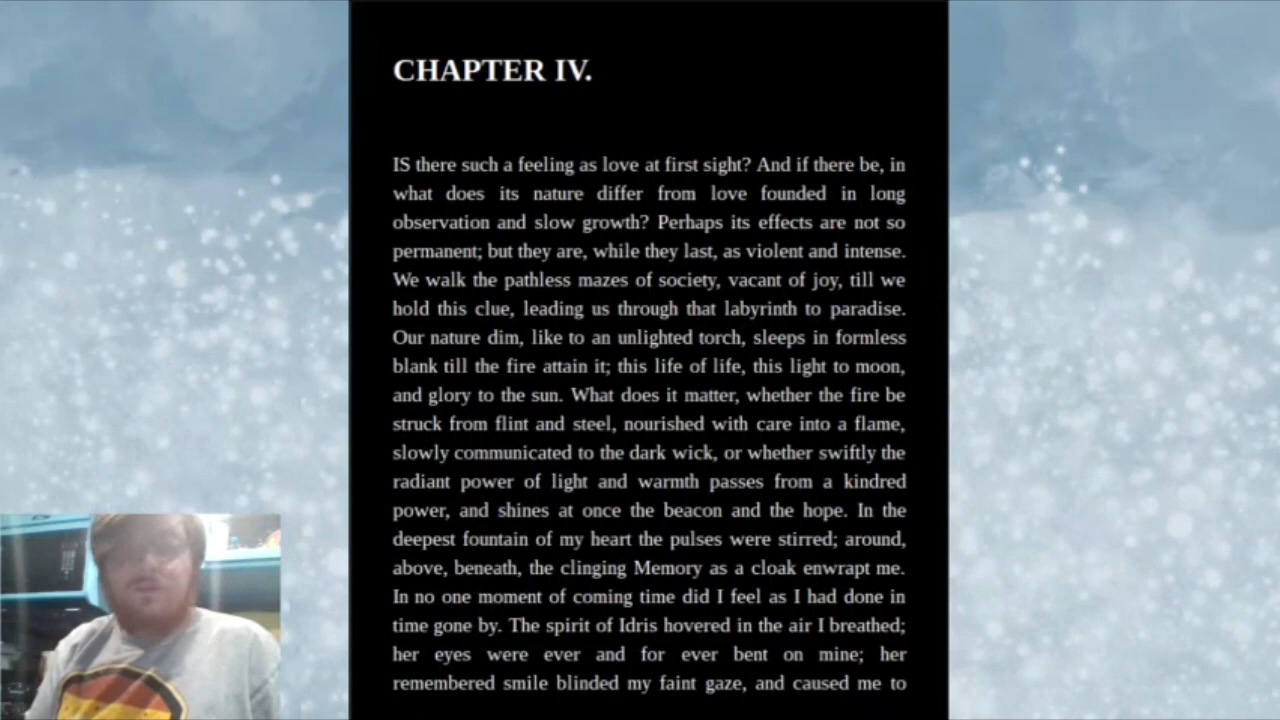 CHAPTER IV.
IS there such a feeling as love at first sight? And if there be, in
what does its nature differ from love founded in long
observation and slow growth? Perhaps its effects are not so
permanent; but they are, while they last, as violent and intense.
We walk the pathless mazes of society, vacant of joy, till we
hold this clue, leading us through that labyrinth to paradise.
Our nature dim, like to an unlighted torch, sleeps in formless
blank till the fire attain it; this life of life, this light to moon,
and glory to the sun. What does it matter, whether the fire be
struck from flint and steel, nourished with care into a flame,
slowly communicated to the dark wick, or whether swiftly the
radiant power of light and warmth passes from a kindred
power, and shines at once the beacon and the hope. In the
deepest fountain of my heart the pulses were stirred; around,
above, beneath, the clinging Memory as a cloak enwrapt me.
In no one moment of coming time did I feel as I had done in
time gone by. The spirit of Idris hovered in the air I breathed;
her eyes were ever and for ever bent on mine; her
remembered smile blinded my faint gaze, and caused me to